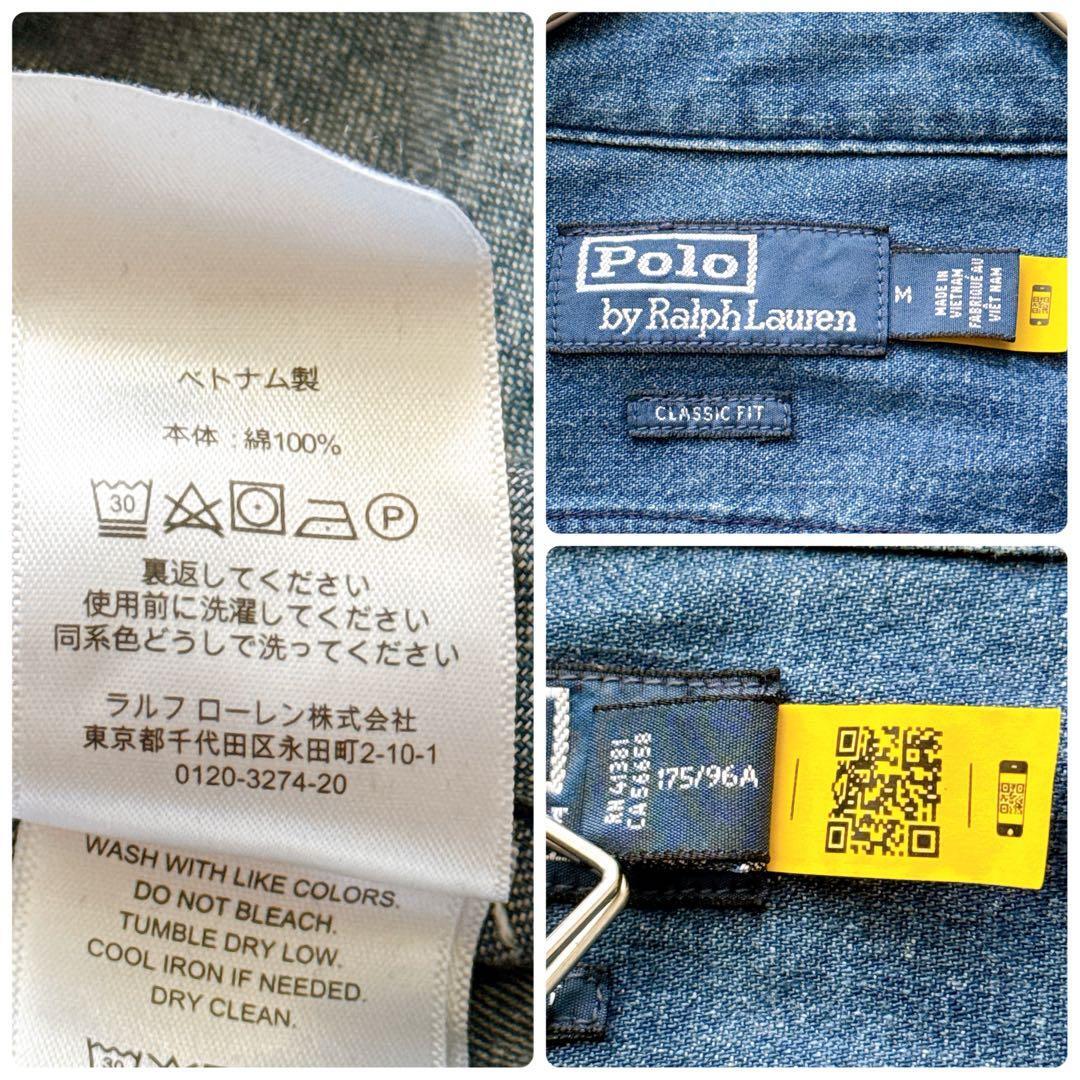 ベトナム製
本体:綿100%
30
P
裏返してください
使用前に洗濯してください
同系色どうしで洗ってください
ラルフ ローレン株式会社
東京都千代田区永田町2-10-1
0120-3274-20
WASH WITH LIKE COLORS.
DO NOT BLEACH.
TUMBLE DRY LOW.
COOL IRON IF NEEDED.
DRY CLEAN.
30
Polo
by Ralph Lauren
M
MADE IN
VIETNAM
FABRIQUÉ AU
VIÊT NAM
CLASSIC FIT
RN41381
CA56658
175/96A